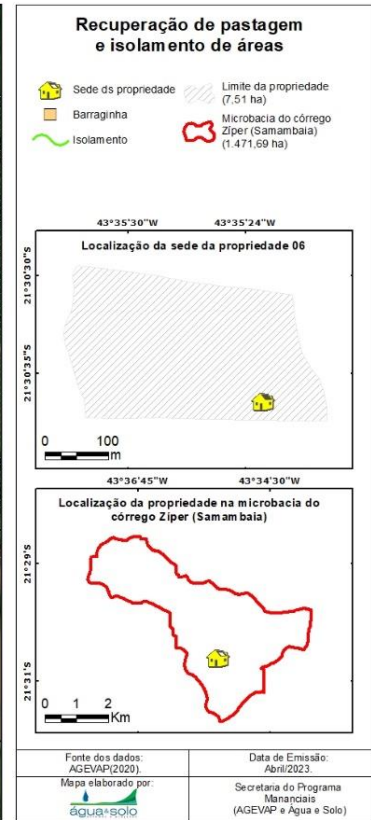 Recuperação de pastagem
e isolamento de áreas
Sede ds propriedade
Barraginha
Isolamento
Limite da propriedade
(7,51 ha)
Microbacia do córrego
Zíper (Samambaia)
(1.471,69 ha)
43°35'30"W
43°35'24"W
Localização da sede da propriedade 06
21°30'30"S
21°30'35"S
0
100
m
43°36'45"W
43°34'30"W
Localização da propriedade na microbacia do
córrego Zíper (Samambaia)
21°29'S
21°31'S
0 1 2
Km
Fonte dos dados:
AGEVAP(2020).
Data de Emissão:
Abril/2023.
Mapa elaborado por:
água&solo
Secretaria do Programa
Mananciais
(AGEVAP e Água e Solo)